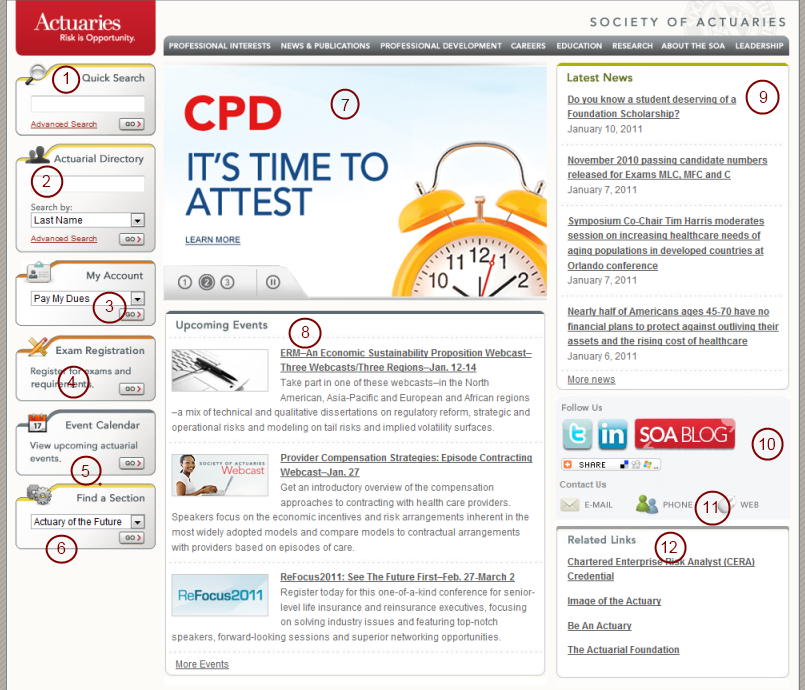 Actuaries
Risk is Opportunity.
SOCIETY OF ACTUARIES
PROFESSIONAL INTERESTS NEWS & PUBLICATIONS PROFESSIONAL DEVELOPMENT CAREERS EDUCATION RESEARCH ABOUT THE SOA LEADERSHIP
1
Quick Search
Advanced Search
GO
Actuarial Directory
2
Search by:
Last Name
Advanced Search
GO
My Account
Pay My Dues
3
GO
Exam Registration
Register for exams and
requirements.
4
GO
17
Event Calendar
View upcoming actuarial
events.
GO
5
Find a Section
Actuary of the Future
GO
6
7
CPD
IT'S TIME TO
ATTEST
LEARN MORE
1 2 3
11 12 1
10 2
9 3
Upcoming Events
8
ERM–An Economic Sustainability Proposition Webcast–
Three Webcasts/Three Regions–Jan. 12-14
Take part in one of these webcasts–in the North
American, Asia-Pacific and European and African regions
–a mix of technical and qualitative dissertations on regulatory reform, strategic and
operational risks and modeling on tail risks and implied volatility surfaces.
SOCIETY OF ACTUARIES
Webcast
Provider Compensation Strategies: Episode Contracting
Webcast–Jan. 27
Get an introductory overview of the compensation
approaches to contracting with health care providers.
Speakers focus on the economic incentives and risk arrangements inherent in the
most widely adopted models and compare models to contractual arrangements
with providers based on episodes of care.
ReFocus2011
ReFocus2011: See The Future First–Feb. 27-March 2
Register today for this one-of-a-kind conference for senior-
level life insurance and reinsurance executives, focusing
on solving industry issues and featuring top-notch
speakers, forward-looking sessions and superior networking opportunities.
More Events
Latest News
9
Do you know a student deserving of a
Foundation Scholarship?
January 10, 2011
November 2010 passing candidate numbers
released for Exams MLC, MFC and C
January 7, 2011
Symposium Co-Chair Tim Harris moderates
session on increasing healthcare needs of
aging populations in developed countries at
Orlando conference
January 7, 2011
Nearly half of Americans ages 45-70 have no
financial plans to protect against outliving their
assets and the rising cost of healthcare
January 6, 2011
More news
Follow Us
t in SOA BLOG
10
SHARE
Contact Us
E-MAIL PHONE WEB
11
Related Links
12
Chartered Enterprise Risk Analyst (CERA)
Credential
Image of the Actuary
Be An Actuary
The Actuarial Foundation